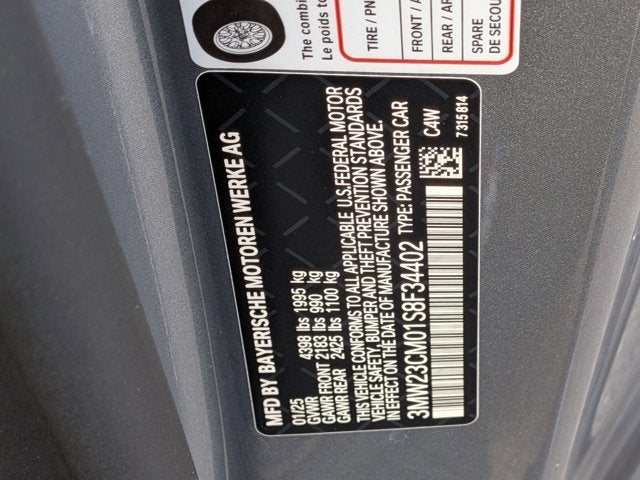 The combi
Le poids to
TIRE / PN
FRONT / A
REAR / AR
SPARE
DE SECOU
MFD BY BAYERISCHE MOTOREN WERKE AG
01/25
GVWR 4398 lbs 1995 kg
GAWR FRONT 2183 lbs 990 kg
GAWR REAR 2425 lbs 1100 kg
THIS VEHICLE CONFORMS TO ALL APPLICABLE U.S.FEDERAL MOTOR
VEHICLE SAFETY, BUMPER AND THEFT PREVENTION STANDARDS
IN EFFECT ON THE DATE OF MANUFACTURE SHOWN ABOVE.
3MW23CM01S8F34402 TYPE: PASSENGER CAR
C4W
7315814